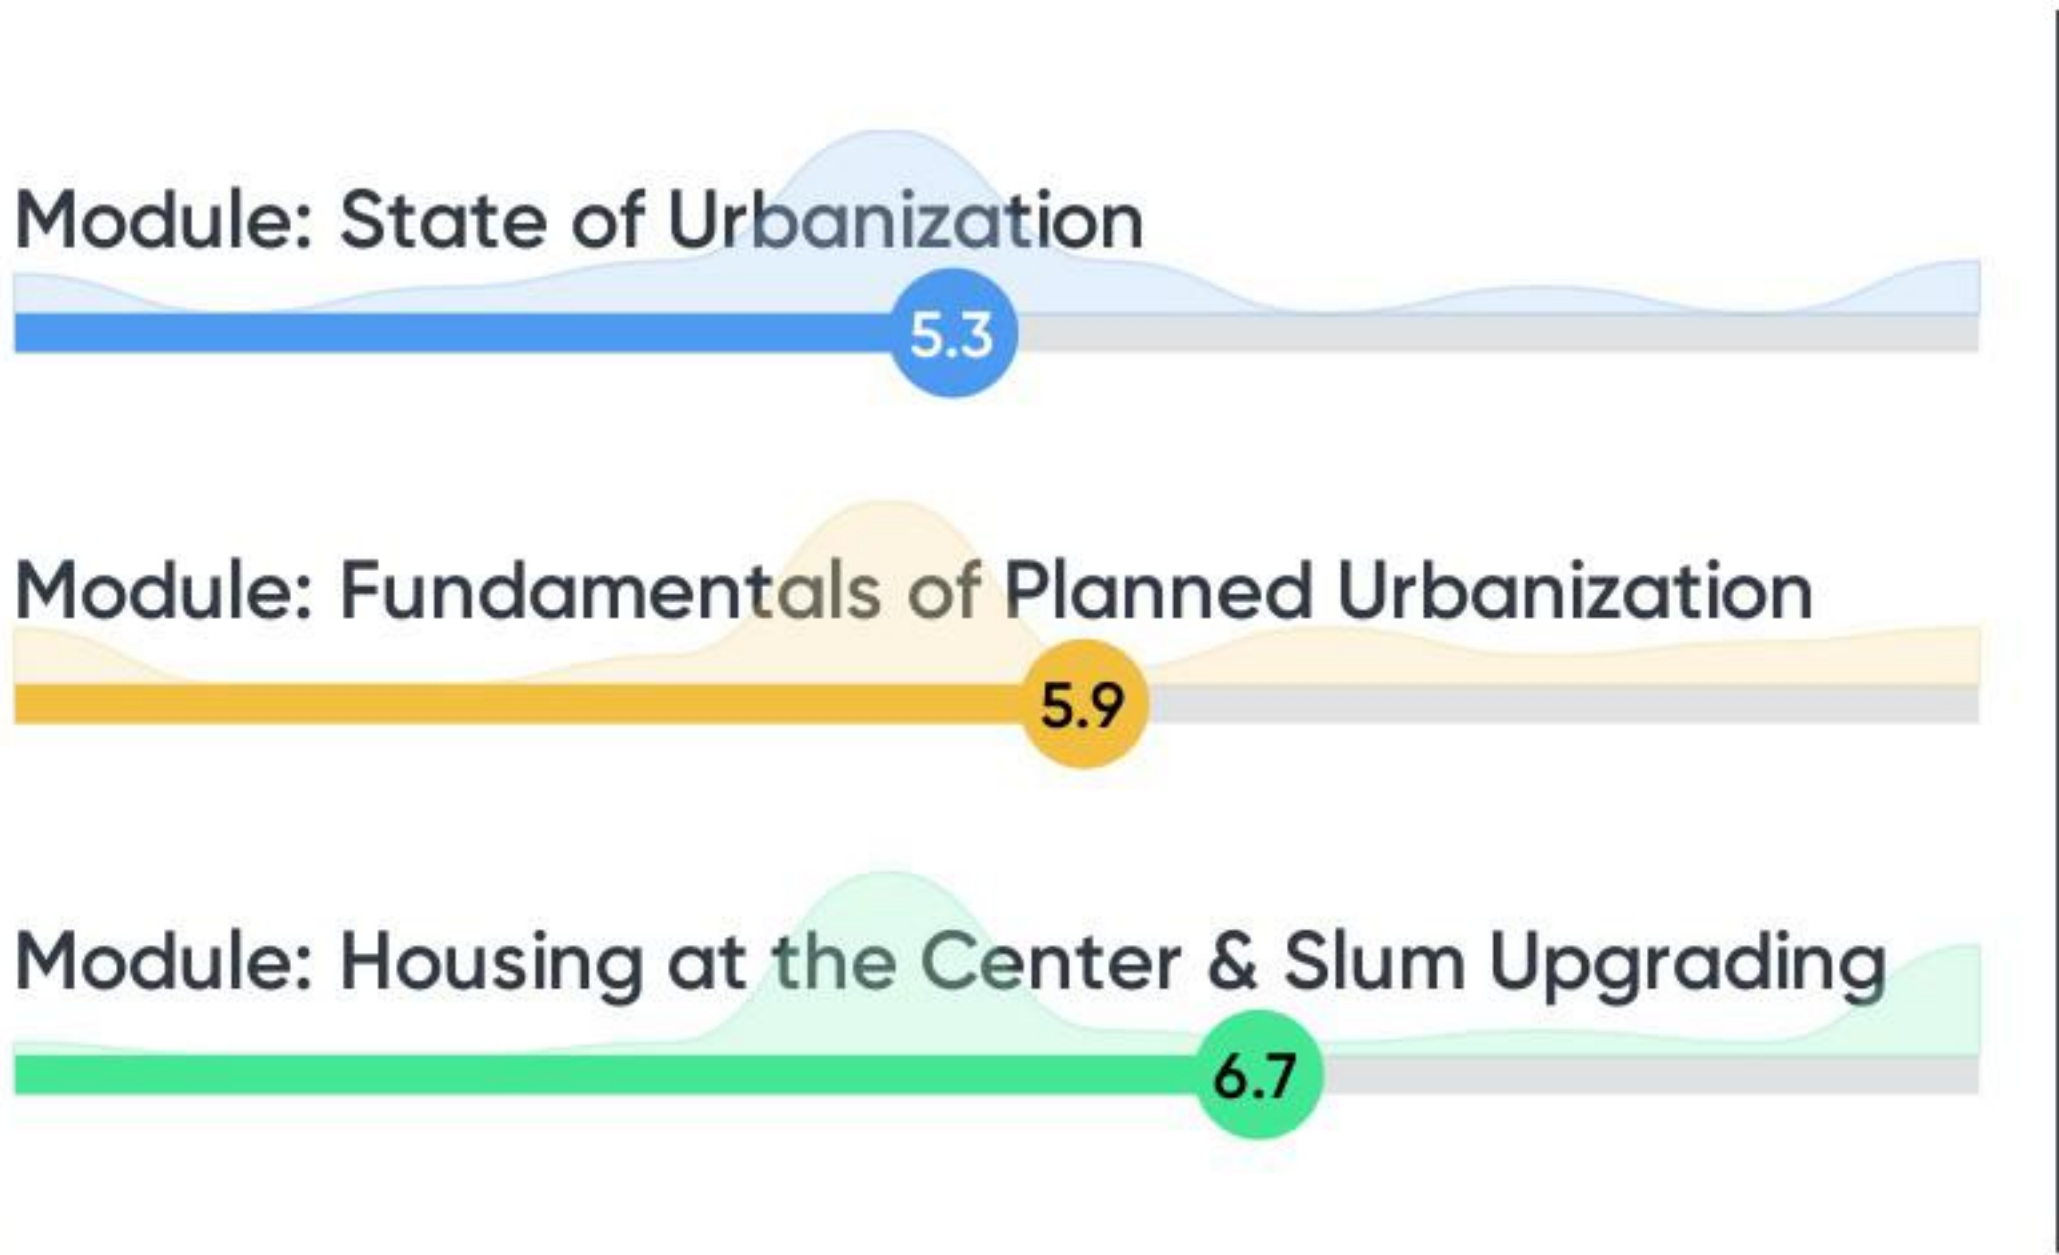 Module: State of Urbanization
5.3
Module: Fundamentals of Planned Urbanization
5.9
Module: Housing at the Center & Slum Upgrading
6.7